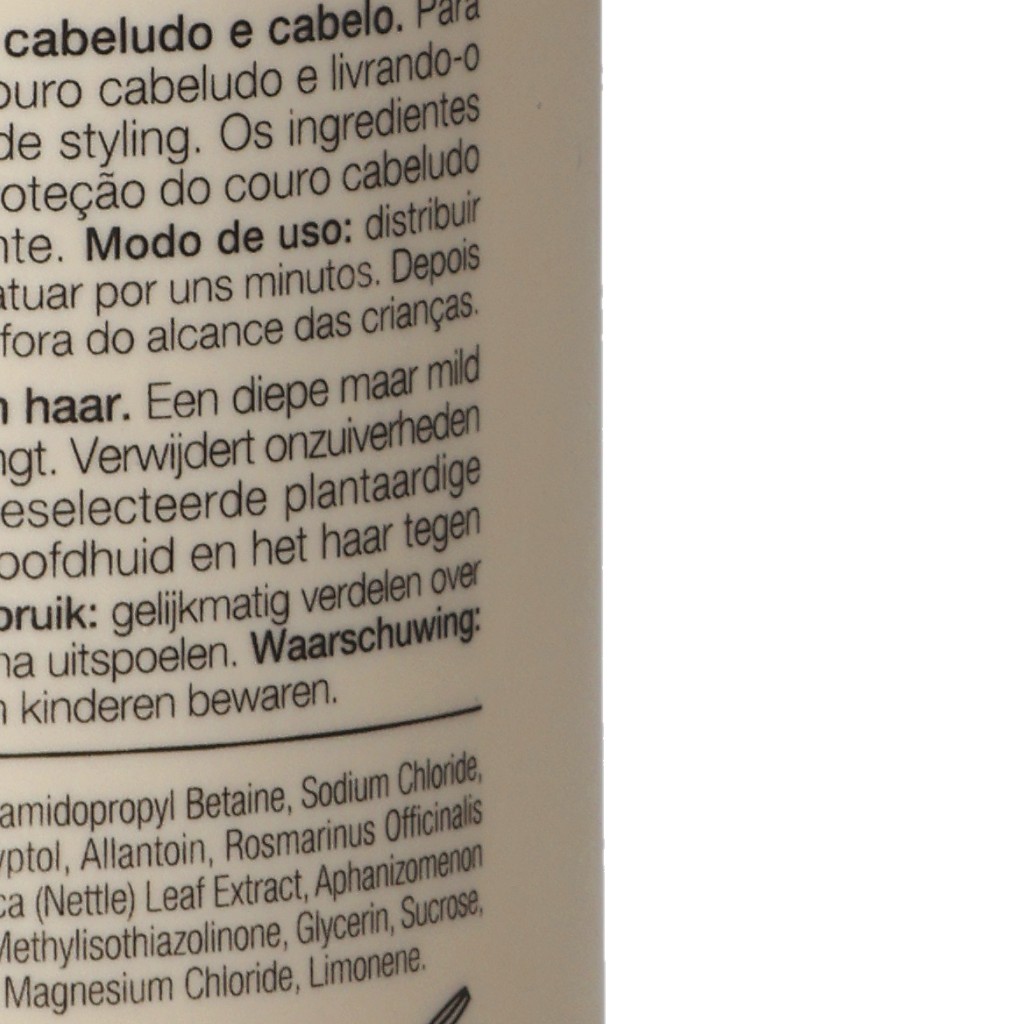 cabeludo e cabelo. Para
ouro cabeludo e livrando-o
de styling. Os ingredientes
oteção do couro cabeludo
nte. Modo de uso: distribuir
atuar por uns minutos. Depois
fora do alcance das crianças.
n haar. Een diepe maar mild
ngt. Verwijdert onzuiverheden
eselecteerde plantaardige
oofdhuid en het haar tegen
bruik: gelijkmatig verdelen over
na uitspoelen. Waarschuwing:
n kinderen bewaren.
amidopropyl Betaine, Sodium Chloride,
yptol, Allantoin, Rosmarinus Officinalis
ca (Nettle) Leaf Extract, Aphanizomenon
Methylisothiazolinone, Glycerin, Sucrose,
Magnesium Chloride, Limonene.